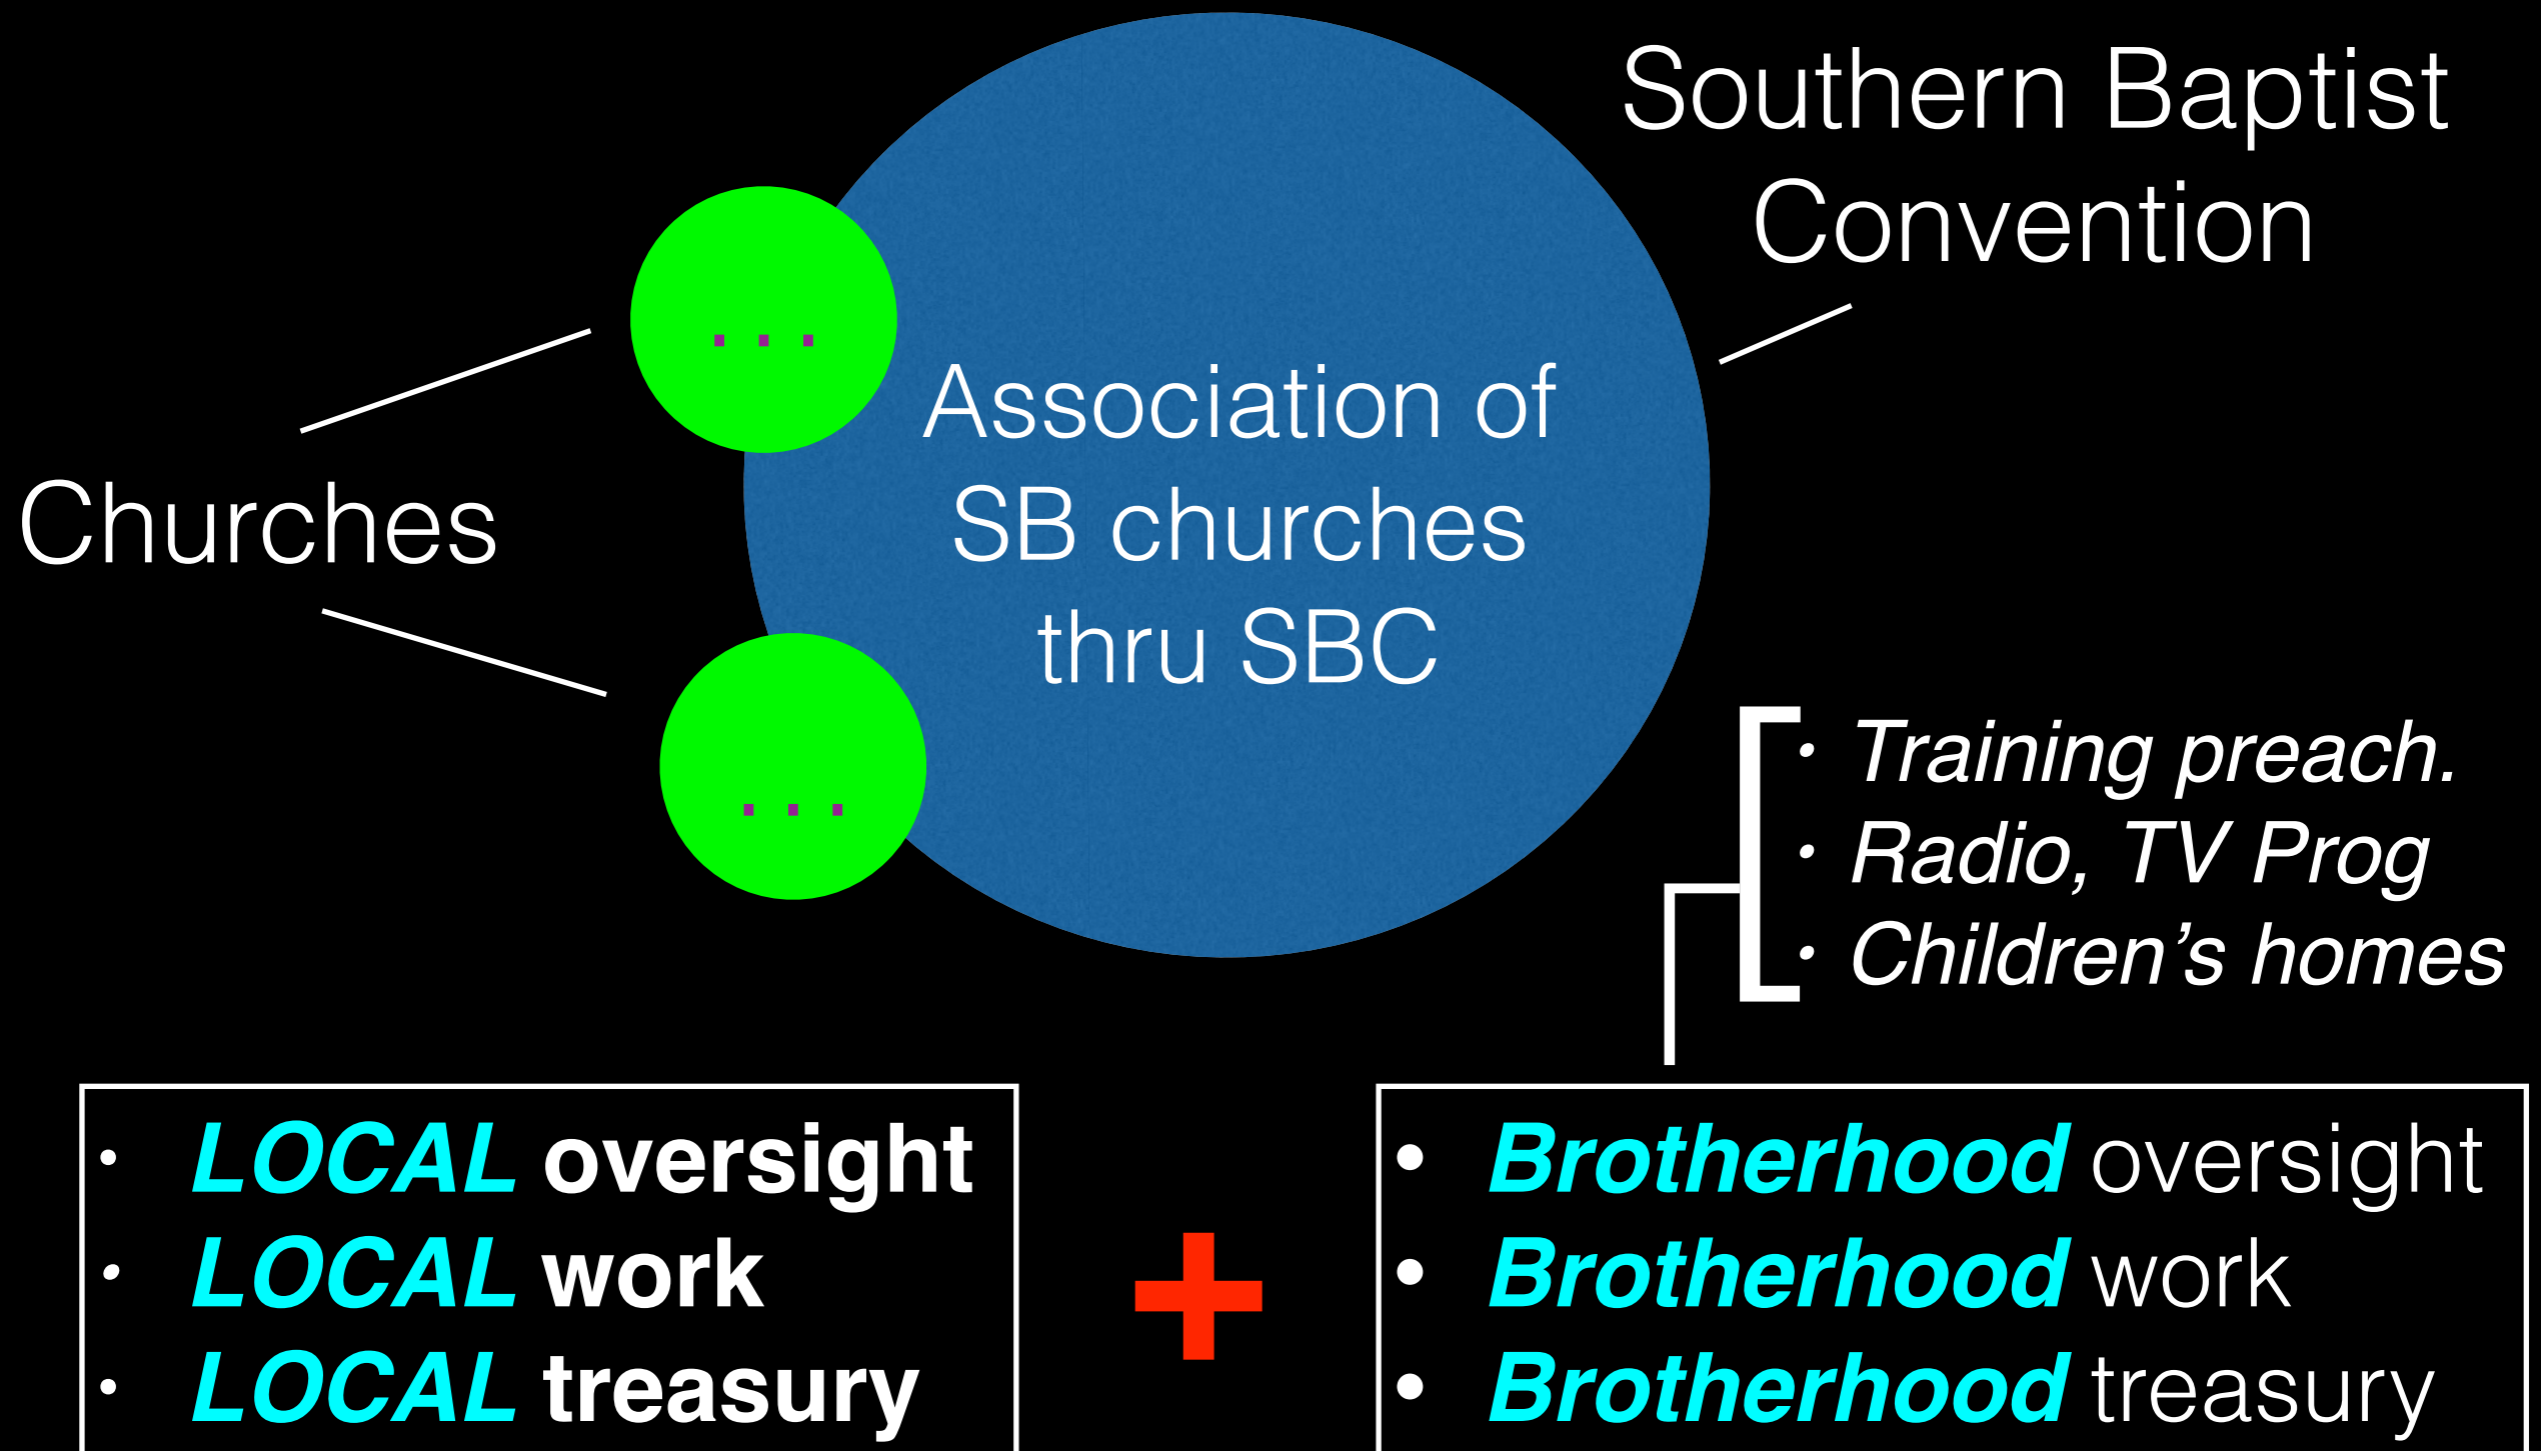 Southern Baptist
Convention
. . .
Association of
SB churches
thru SBC
Churches
. . .
· Training preach.
· Radio, TV Prog
· Children’s homes
· LOCAL oversight
· LOCAL work
· LOCAL treasury
+
• Brotherhood oversight
• Brotherhood work
• Brotherhood treasury